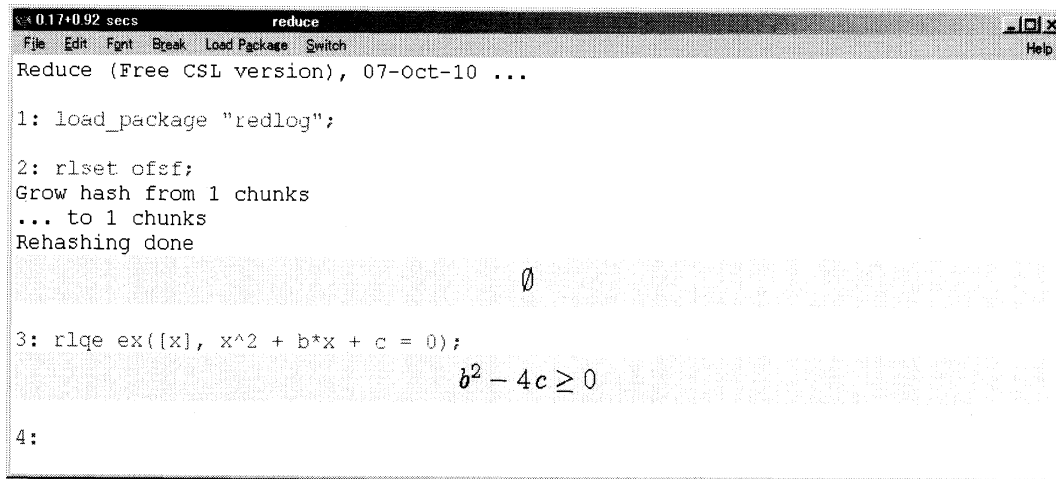 0.17+0.92 secs reduce
File Edit Font Break Load Package Switch Help
Reduce (Free CSL version), 07-Oct-10 ...
1: load_package "redlog";
2: rlset ofsf;
Grow hash from 1 chunks
... to 1 chunks
Rehashing done
∅
3: rlqe ex([x], x^2 + b*x + c = 0);
b² − 4c ≥ 0
4: